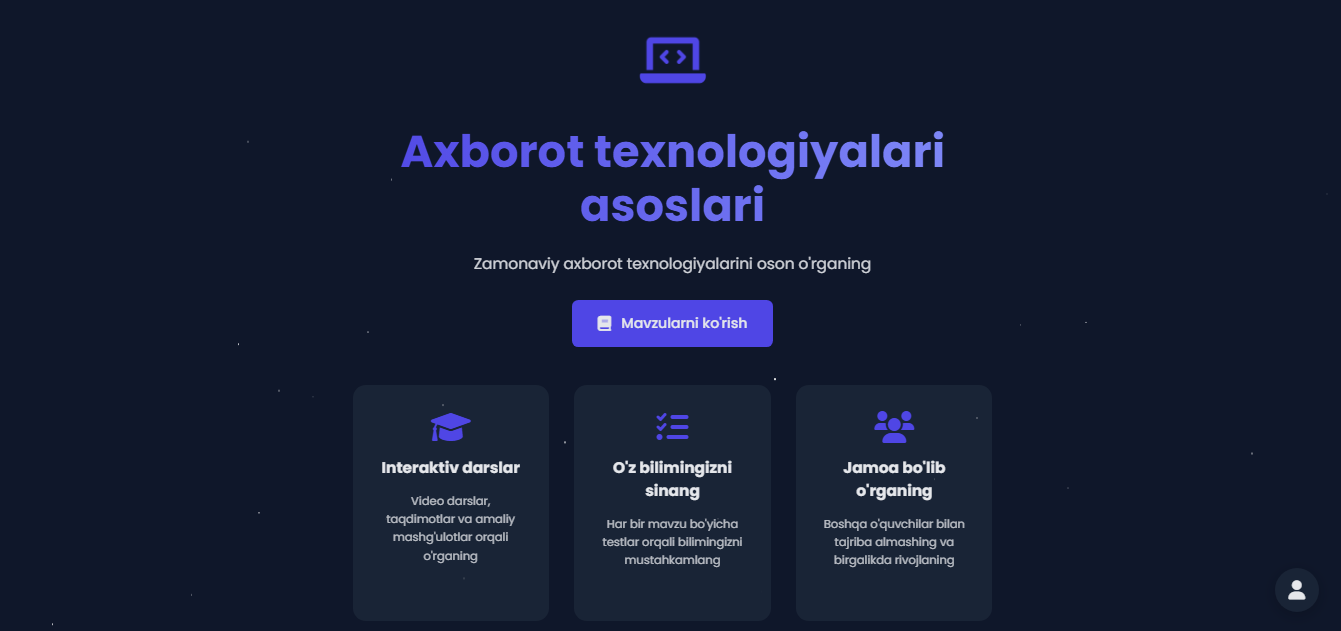 Axborot texnologiyalari
asoslari
Zamonaviy axborot texnologiyalarini oson o'rganing
Mavzularni ko'rish
Interaktiv darslar
Video darslar,
taqdimotlar va amaliy
mashg'ulotlar orqali
o'rganing
O'z bilimingizni
sinang
Har bir mavzu bo'yicha
testlar orqali bilimingizni
mustahkamlang
Jamoa bo'lib
o'rganing
Boshqa o'quvchilar bilan
tajriba almashing va
birgalikda rivojlaning